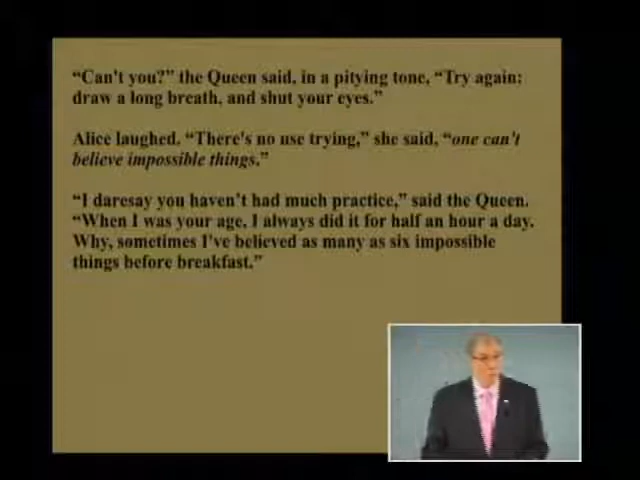 “Can't you?” the Queen said, in a pitying tone, “Try again:
draw a long breath, and shut your eyes.”
Alice laughed. “There's no use trying,” she said, “one can't
believe impossible things.”
“I daresay you haven’t had much practice,” said the Queen.
“When I was your age, I always did it for half an hour a day.
Why, sometimes I've believed as many as six impossible
things before breakfast.”